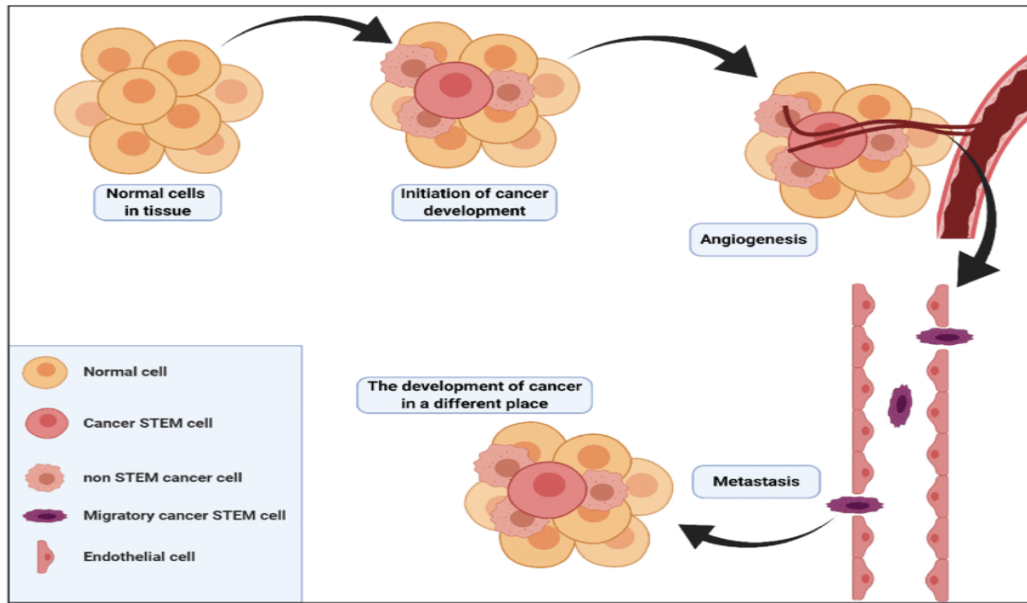 Normal cells
in tissue
Initiation of cancer
development
Angiogenesis
Normal cell
Cancer STEM cell
non STEM cancer cell
Migratory cancer STEM cell
Endothelial cell
The development of cancer
in a different place
Metastasis